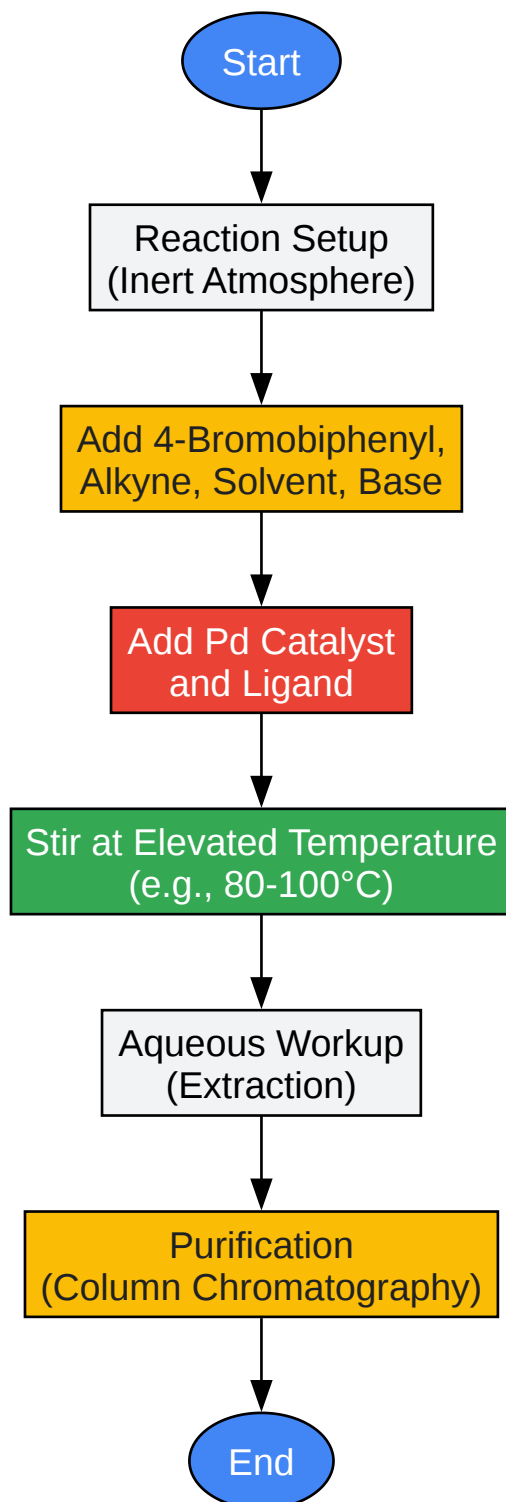 Start
Reaction Setup
(Inert Atmosphere)
Add 4-Bromobiphenyl,
Alkyne, Solvent, Base
Add Pd Catalyst
and Ligand
Stir at Elevated Temperature
(e.g., 80-100°C)
Aqueous Workup
(Extraction)
Purification
(Column Chromatography)
End